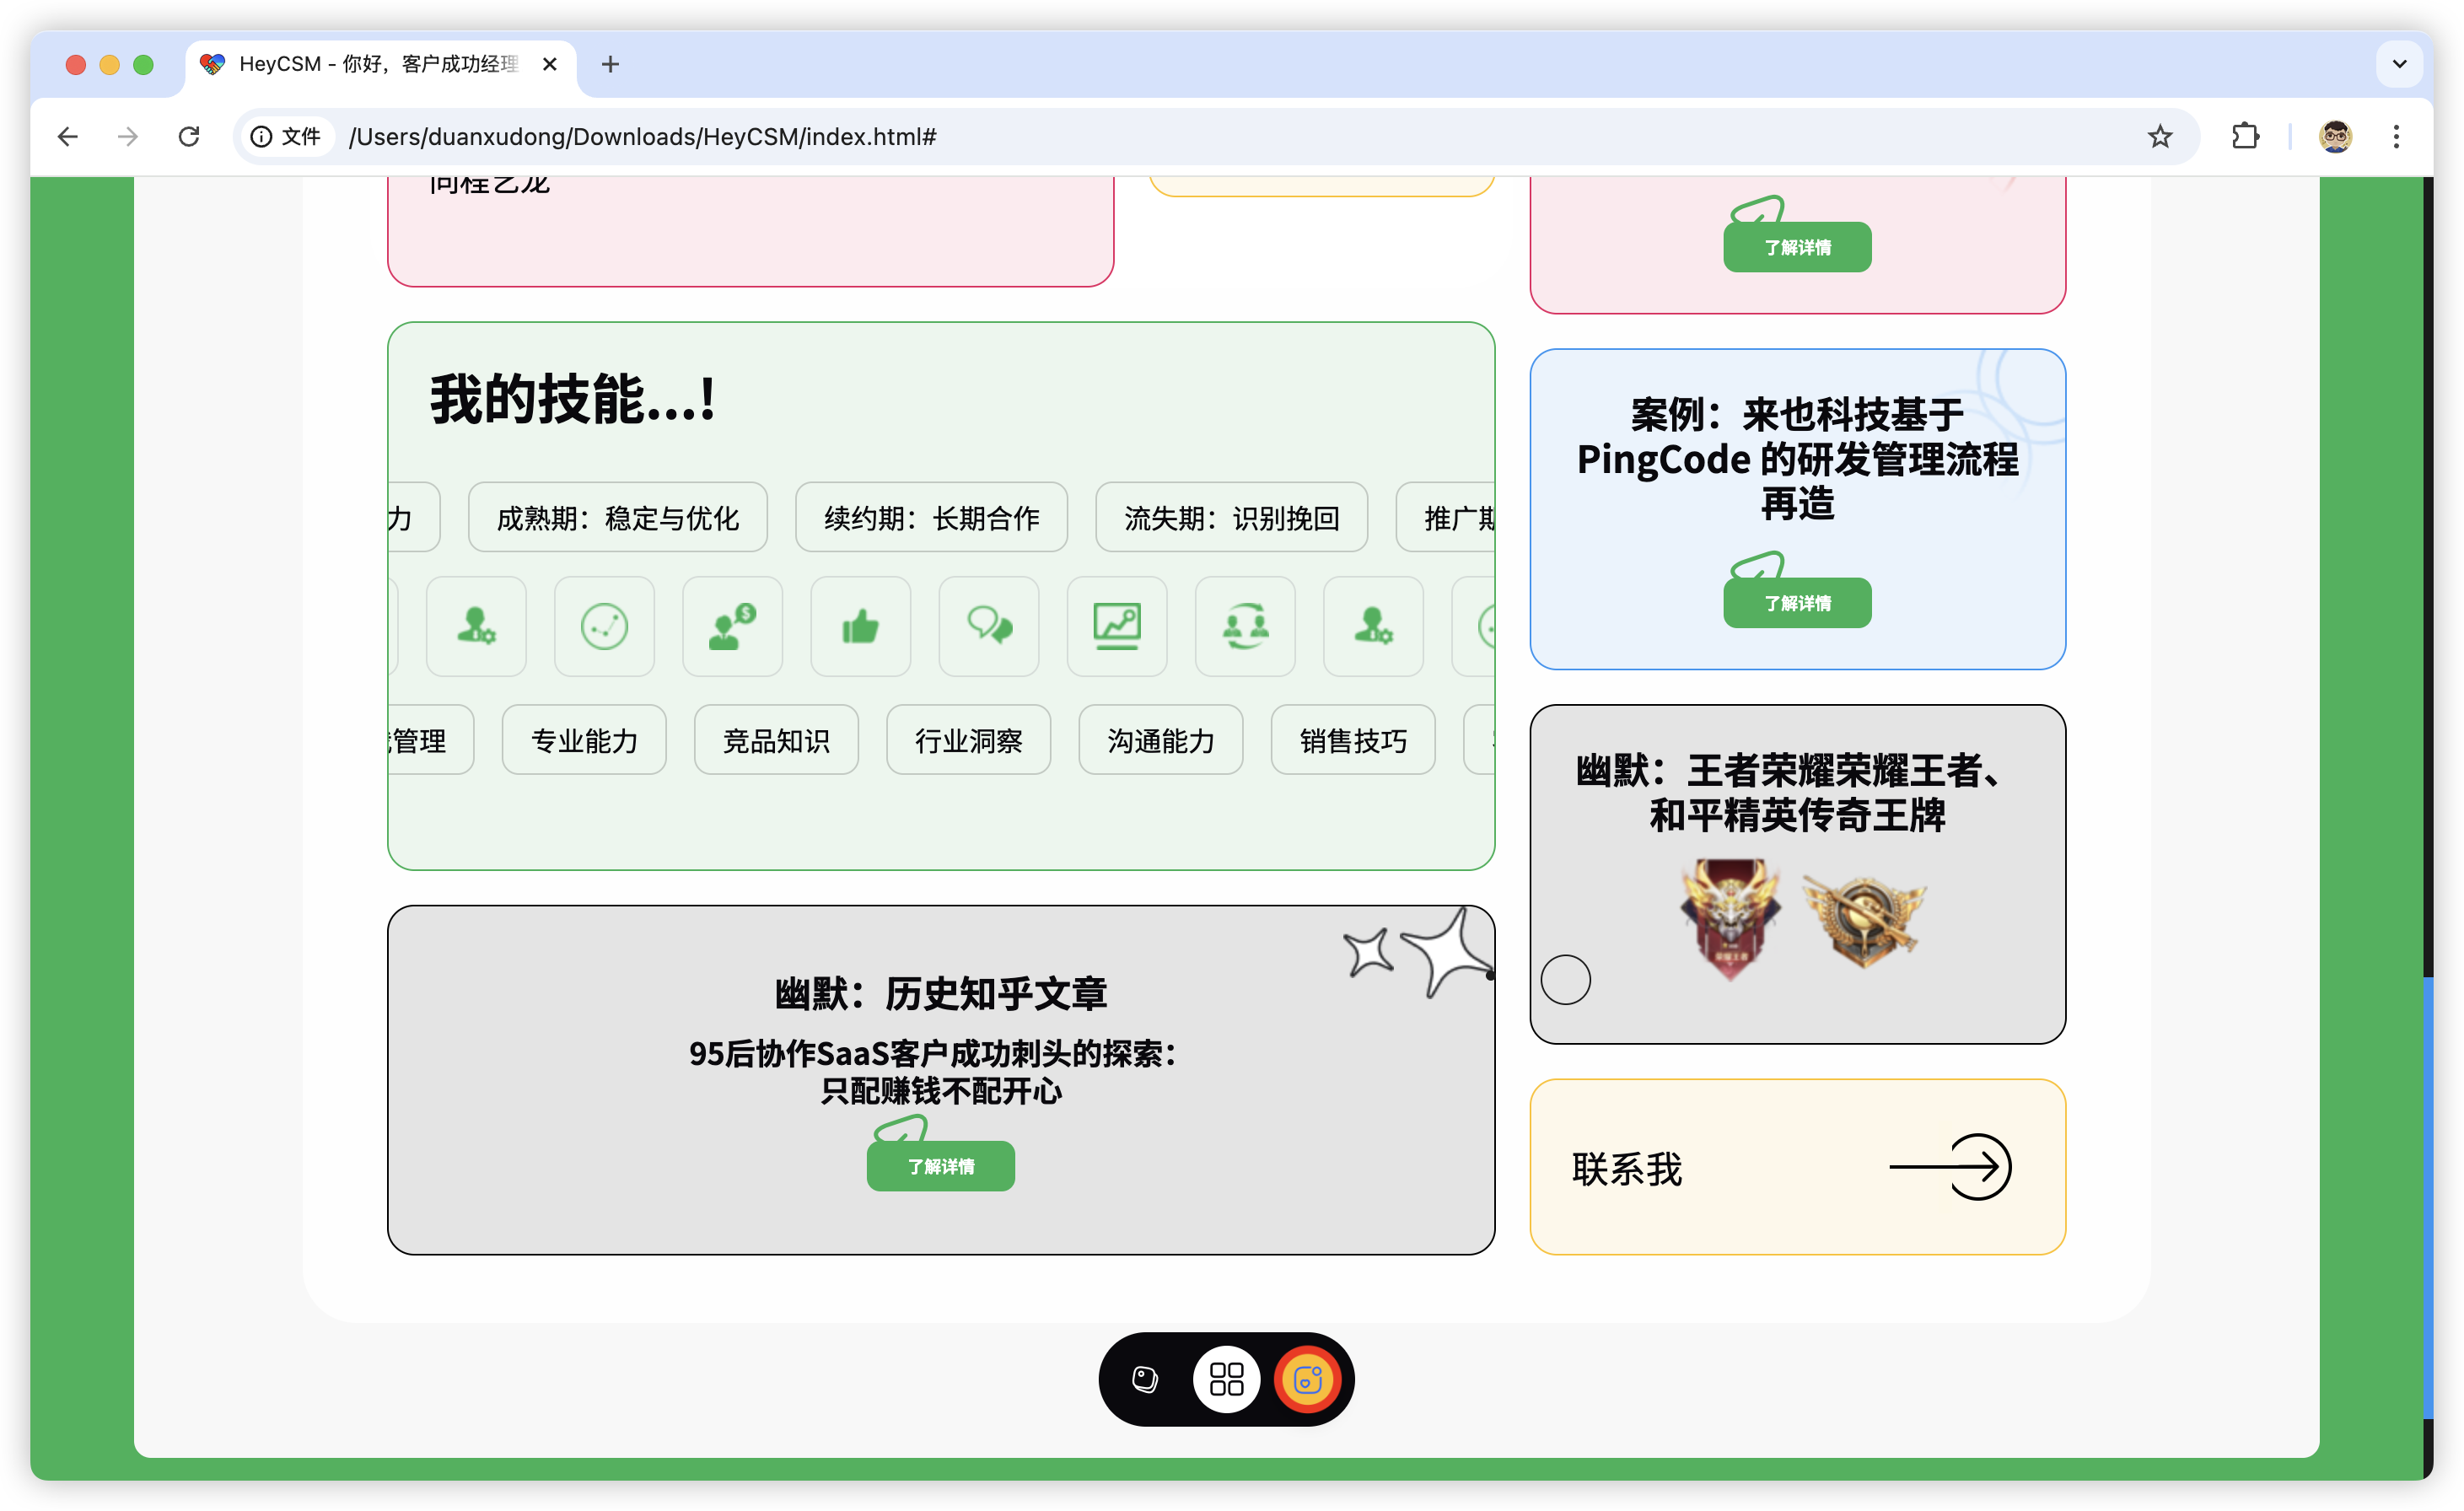 HeyCSM - 你好，客户成功经理
文件 /Users/duanxudong/Downloads/HeyCSM/index.html#
同程艺龙
了解详情
我的技能...!
力
成熟期：稳定与优化
续约期：长期合作
流失期：识别挽回
推广期
管理
专业能力
竞品知识
行业洞察
沟通能力
销售技巧
案例：来也科技基于
PingCode 的研发管理流程
再造
了解详情
幽默：王者荣耀荣耀王者、
和平精英传奇王牌
荣耀王者
幽默：历史知乎文章
95后协作SaaS客户成功刺头的探索：
只配赚钱不配开心
了解详情
联系我